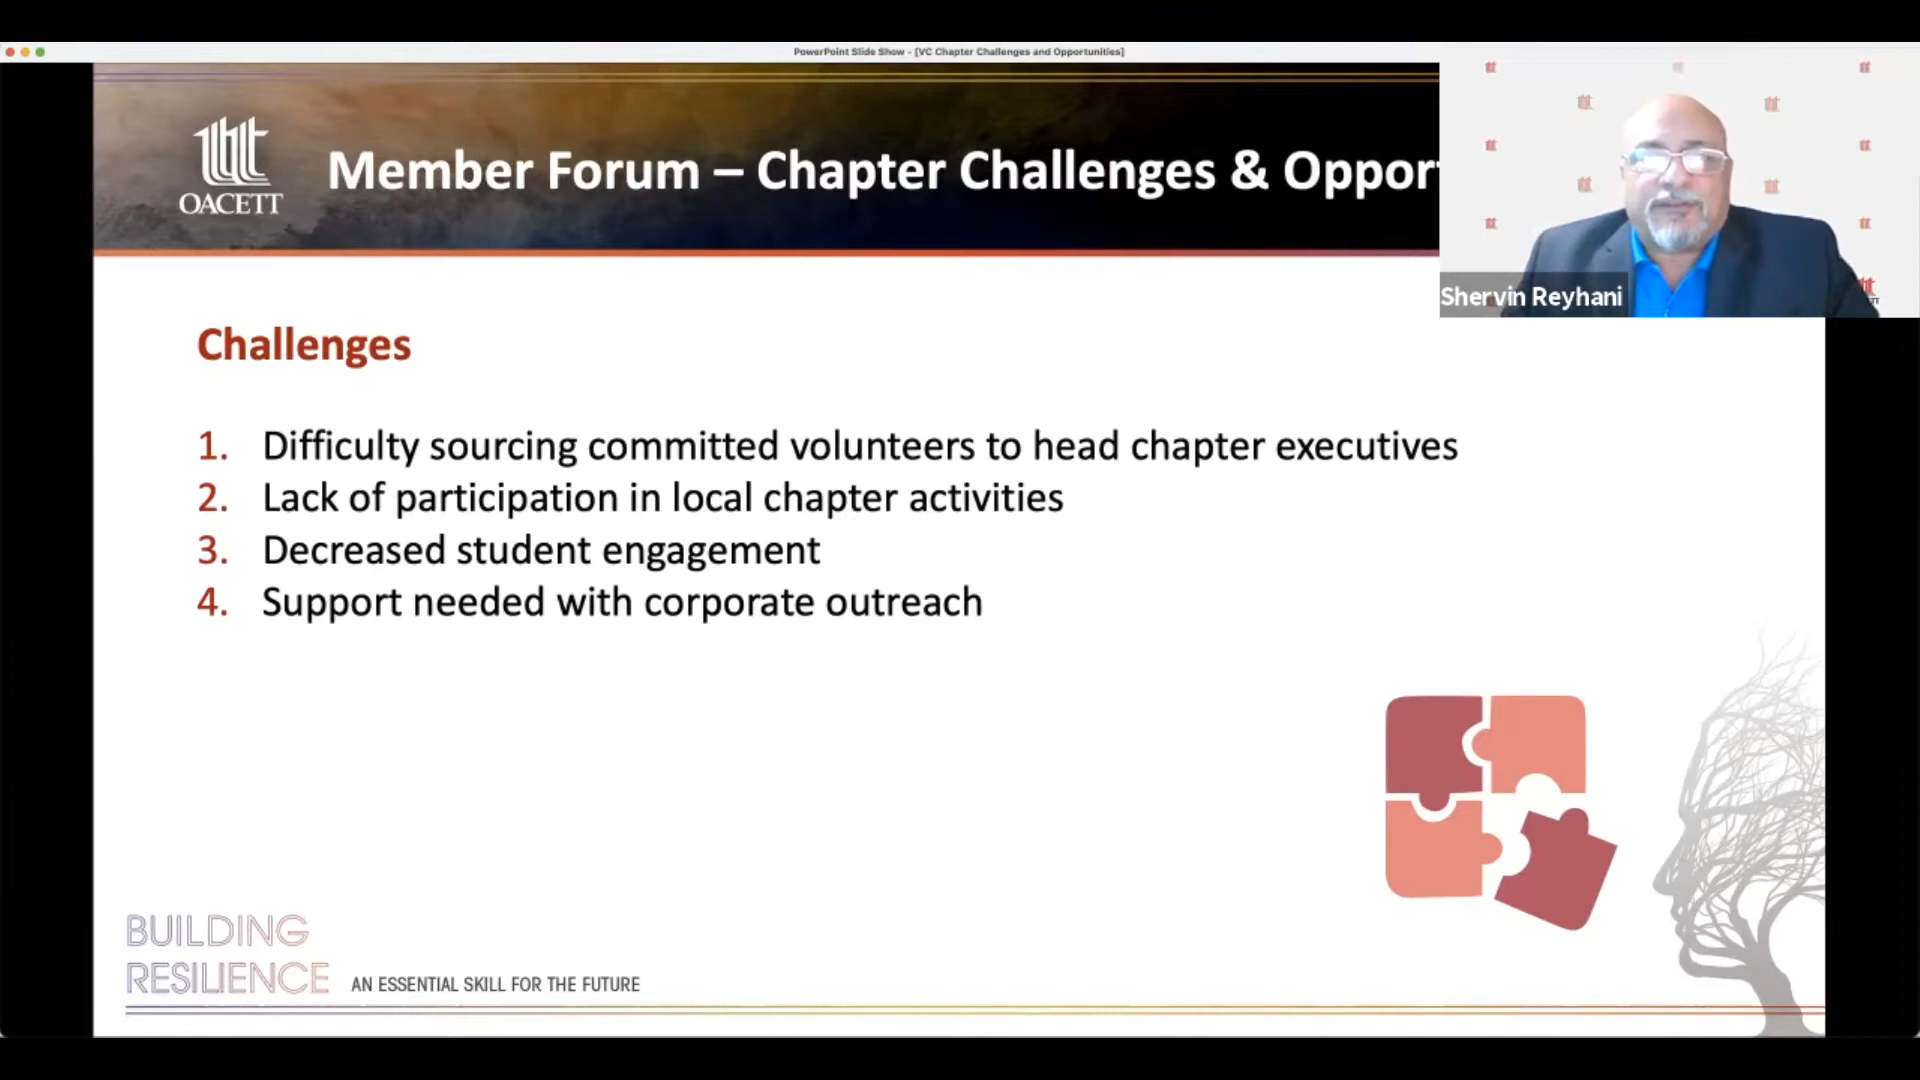 PowerPoint Slide Show - [VC Chapter Challenges and Opportunities]
OACETT
Member Forum – Chapter Challenges & Opport
Shervin Reyhani
Challenges
1. Difficulty sourcing committed volunteers to head chapter executives
2. Lack of participation in local chapter activities
3. Decreased student engagement
4. Support needed with corporate outreach
BUILDING
RESILIENCE AN ESSENTIAL SKILL FOR THE FUTURE